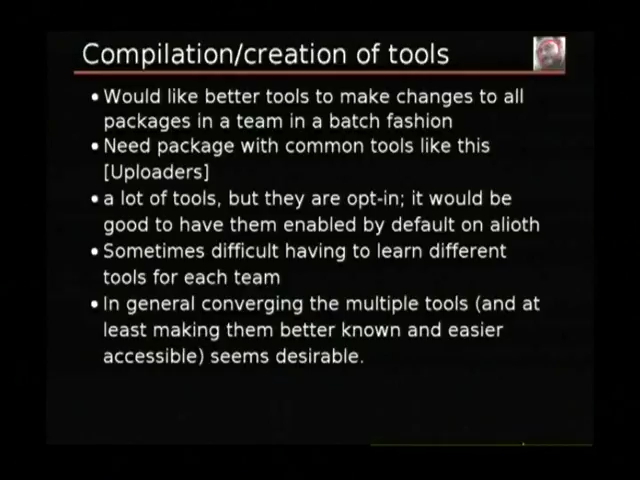 Compilation/creation of tools
• Would like better tools to make changes to all
packages in a team in a batch fashion
• Need package with common tools like this
[Uploaders]
• a lot of tools, but they are opt-in; it would be
good to have them enabled by default on alioth
• Sometimes difficult having to learn different
tools for each team
• In general converging the multiple tools (and at
least making them better known and easier
accessible) seems desirable.